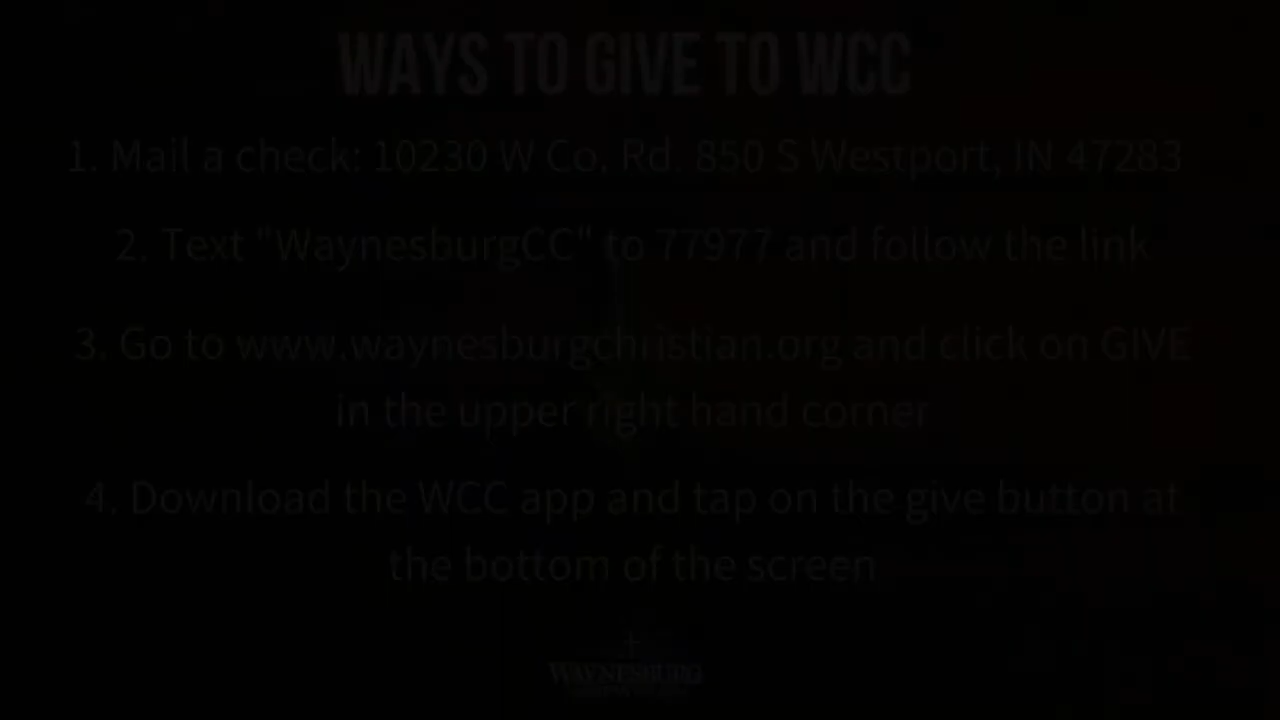 WAYS TO GIVE TO WCC
1. Mail a check: 10230 W Co. Rd. 850 S Westport, IN 47283
2. Text "WaynesburgCC" to 77977 and follow the link
3. Go to www.waynesburgchristian.org and click on GIVE
in the upper right hand corner
4. Download the WCC app and tap on the give button at
the bottom of the screen
WAYNESBURG